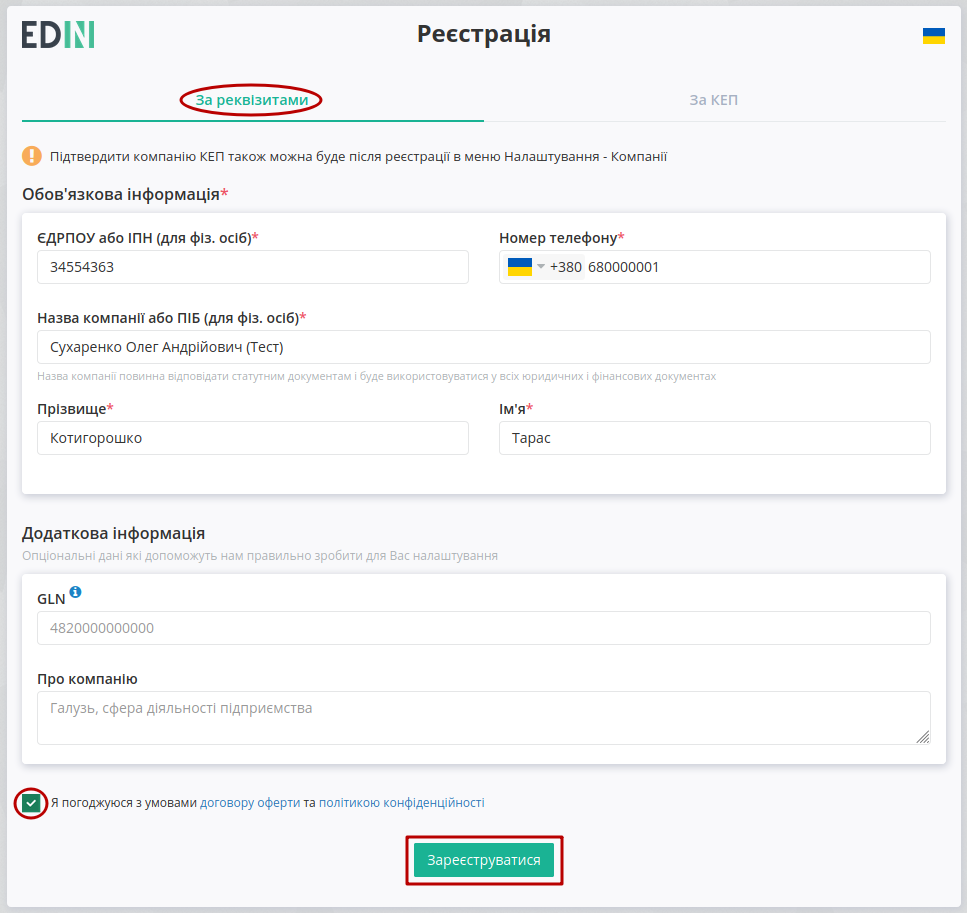 EDIN
Реєстрація
За реквізитами
За КЕП
Підтвердити компанію КЕП також можна буде після реєстрації в меню Налаштування - Компанії
Обов'язкова інформація*
ЄДРПОУ або ІПН (для фіз. осіб)*
Номер телефону*
34554363
+380 680000001
Назва компанії або ПІБ (для фіз. осіб)*
Сухаренко Олег Андрійович (Тест)
Назва компанії повинна відповідати статутним документам і буде використовуватися у всіх юридичних і фінансових документах
Прізвище*
Ім'я*
Котигорошко
Тарас
Додаткова інформація
Опціональні дані які допоможуть нам правильно зробити для Вас налаштування
GLN
4820000000000
Про компанію
Галузь, сфера діяльності підприємства
Я погоджуюся з умовами договору оферти та політикою конфіденційності
Зареєструватися